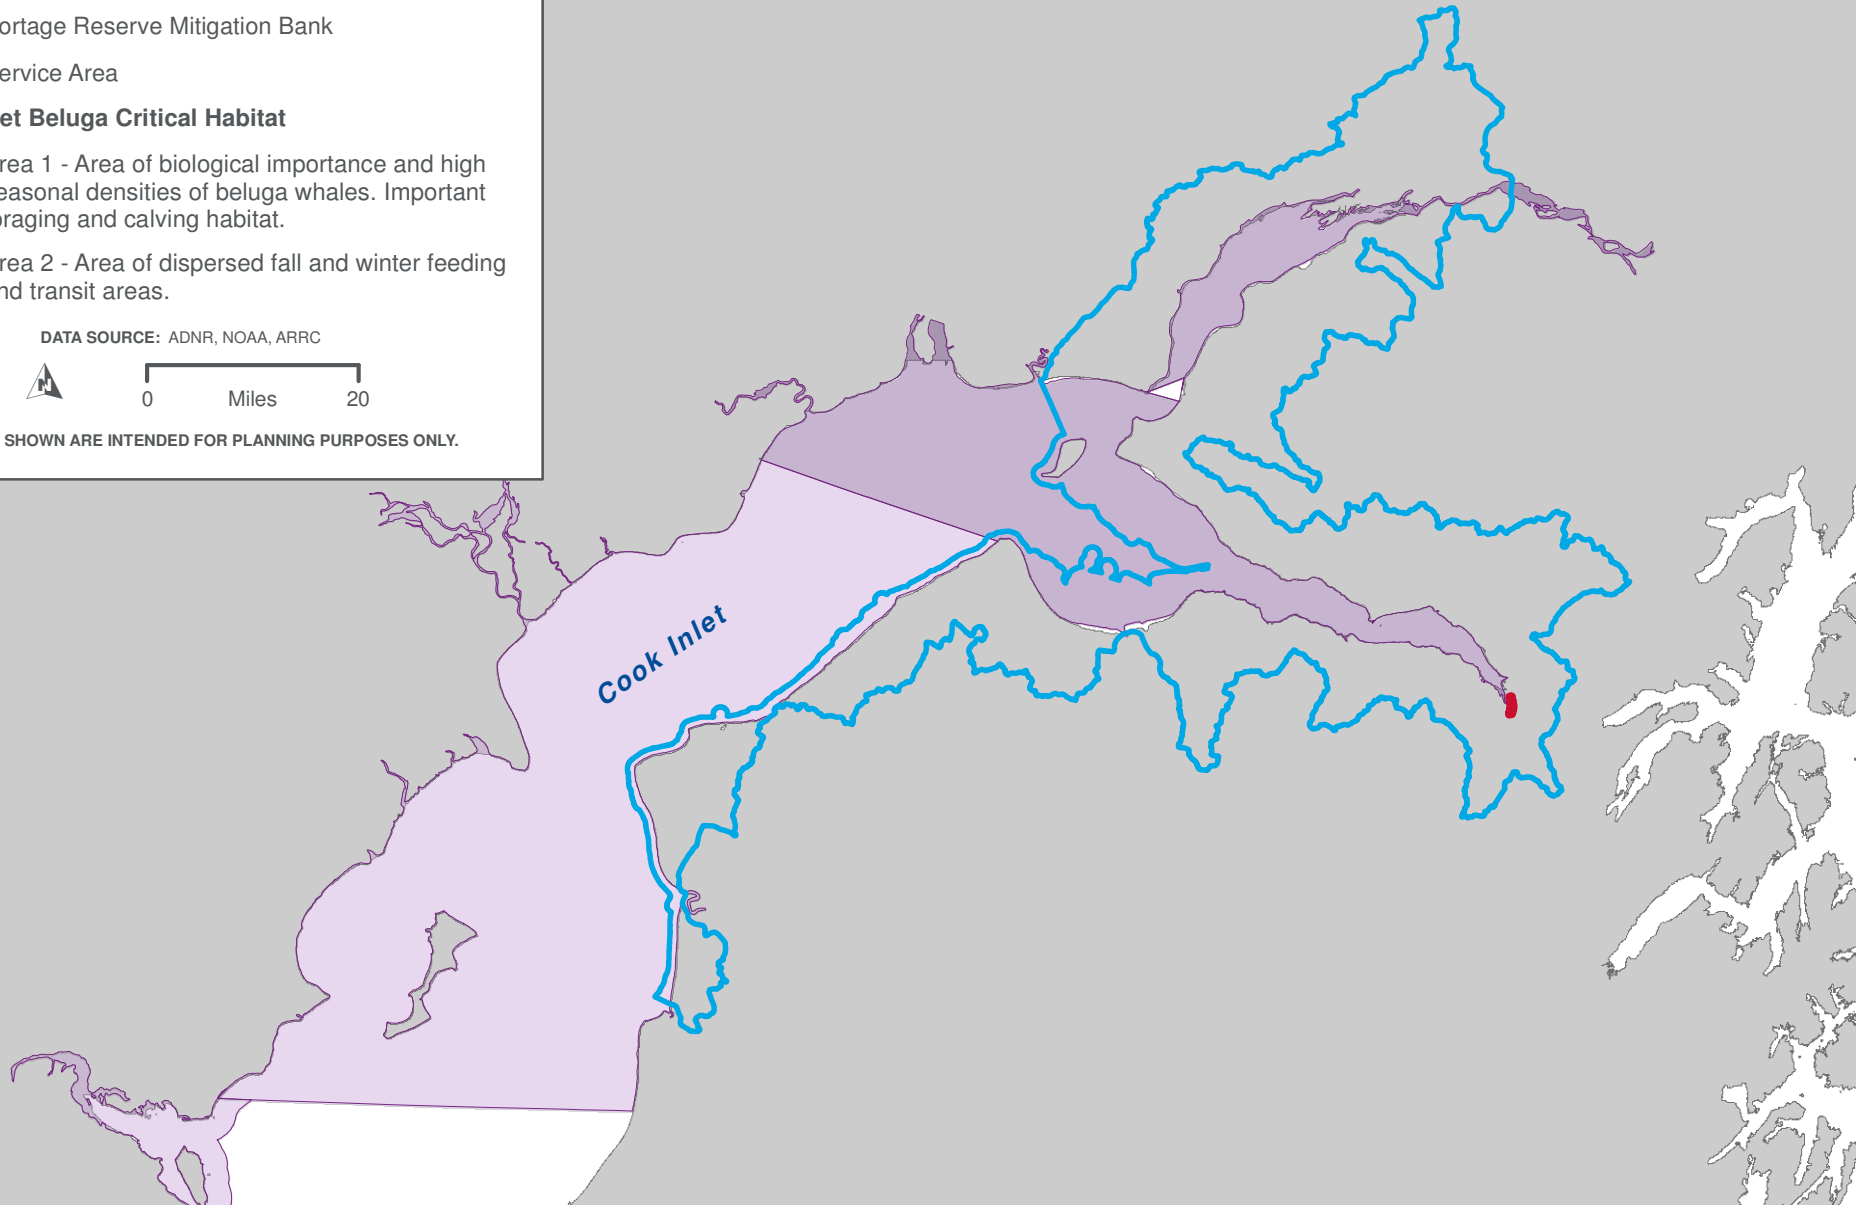 ortage Reserve Mitigation Bank
ervice Area
et Beluga Critical Habitat
rea 1 - Area of biological importance and high
easonal densities of beluga whales. Important
oraging and calving habitat.
rea 2 - Area of dispersed fall and winter feeding
nd transit areas.
DATA SOURCE: ADNR, NOAA, ARRC
N
0 Miles 20
SHOWN ARE INTENDED FOR PLANNING PURPOSES ONLY.
Cook Inlet